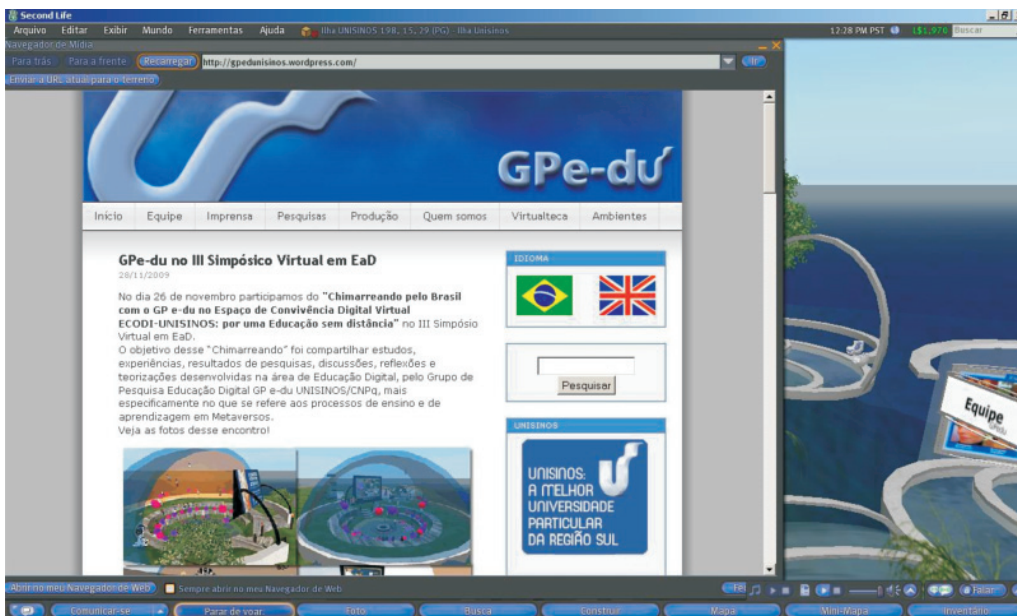 Second Life
Arquivo Editar Exibir Mundo Ferramentas Ajuda Ilha UNISINOS 198, 15, 29 (PG) - Ilha Unisinos 12:28 PM PST L$1,970 Buscar
Navegador de Mídia
Para trás Para a frente Recarregar http://gpedunisinos.wordpress.com/ Ir
Enviar a URL atual para o terreno
GPe-du
Início Equipe Imprensa Pesquisas Produção Quem somos Virtualteca Ambientes
GPe-du no III Simpósico Virtual em EaD
28/11/2009
No dia 26 de novembro participamos do "Chimarreando pelo Brasil
com o GP e-du no Espaço de Convivência Digital Virtual
ECODI-UNISINOS: por uma Educação sem distância" no III Simpósio
Virtual em EaD.
O objetivo desse "Chimarreando" foi compartilhar estudos,
experiências, resultados de pesquisas, discussões, reflexões e
teorizações desenvolvidas na área de Educação Digital, pelo Grupo de
Pesquisa Educação Digital GP e-du UNISINOS/CNPq, mais
especificamente no que se refere aos processos de ensino e de
aprendizagem em Metaversos.
Veja as fotos desse encontro!
IDIOMA
Pesquisar
UNISINOS
UNISINOS:
A MELHOR
UNIVERSIDADE
PARTICULAR
DA REGIÃO SUL
Equipe
GPedu
Abrir no meu Navegador de Web Sempre abrir no meu Navegador de Web
Falar
Comunicar-se Parar de voar Foto Busca Construir Mapa Mini-Mapa Inventário